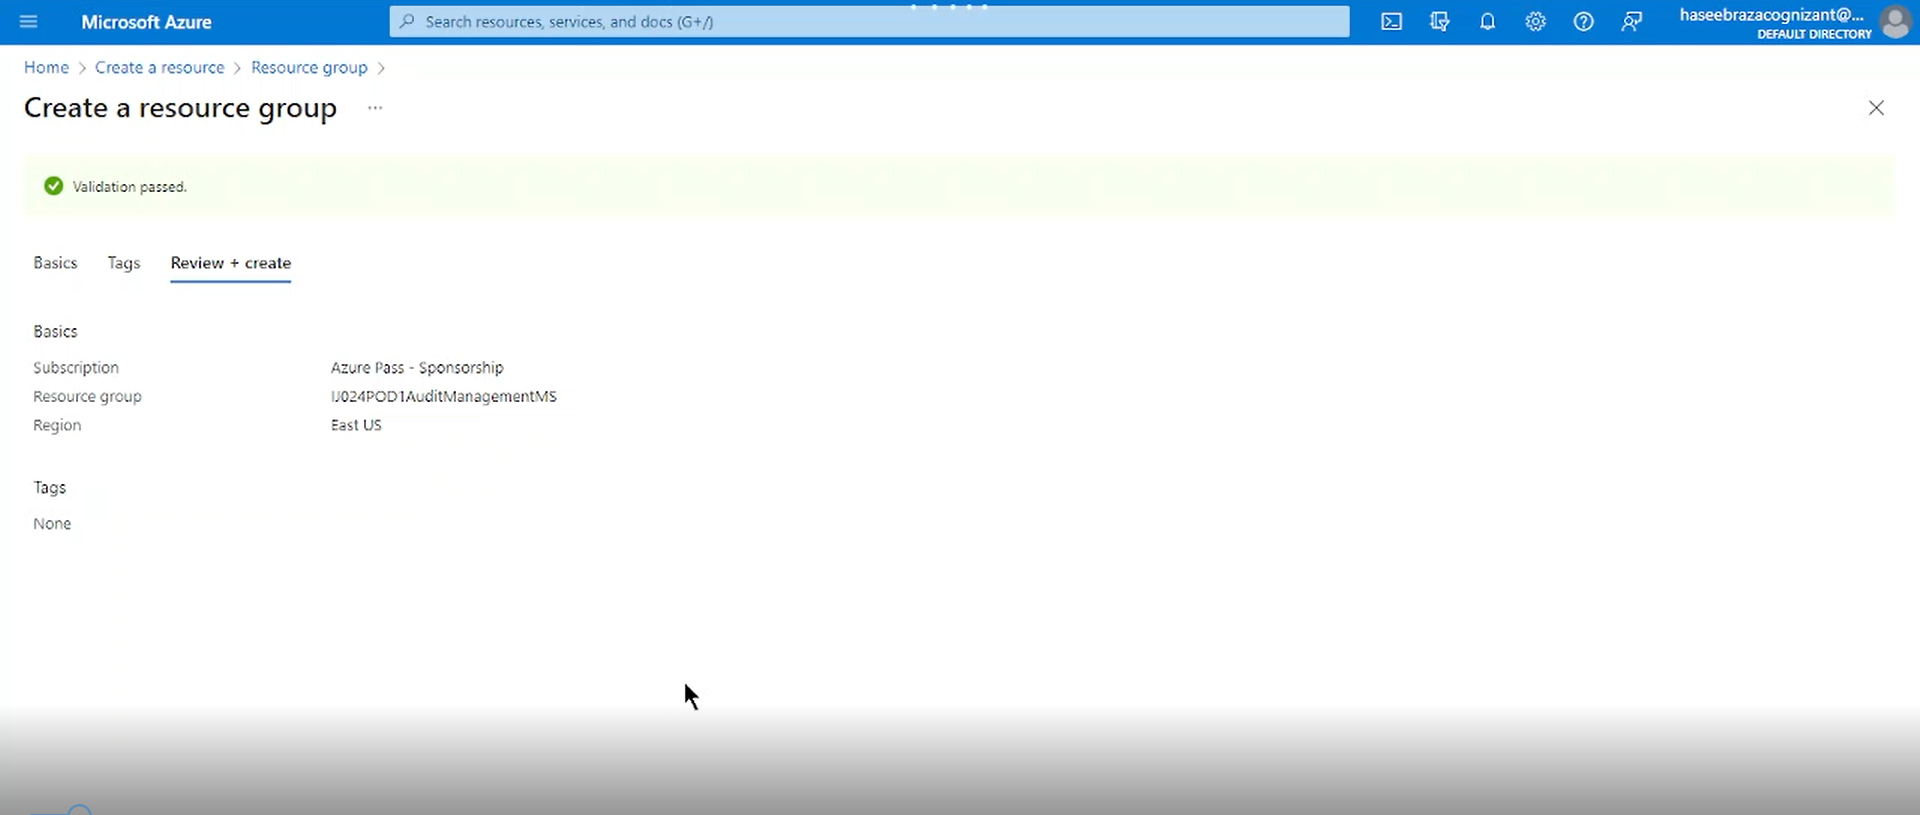 Microsoft Azure
Search resources, services, and docs (G+/)
haseebrazacognizant@...
DEFAULT DIRECTORY
Home > Create a resource > Resource group >
Create a resource group ...
Validation passed.
Basics Tags Review + create
Basics
Subscription Azure Pass - Sponsorship
Resource group IJ024POD1AuditManagementMS
Region East US
Tags
None